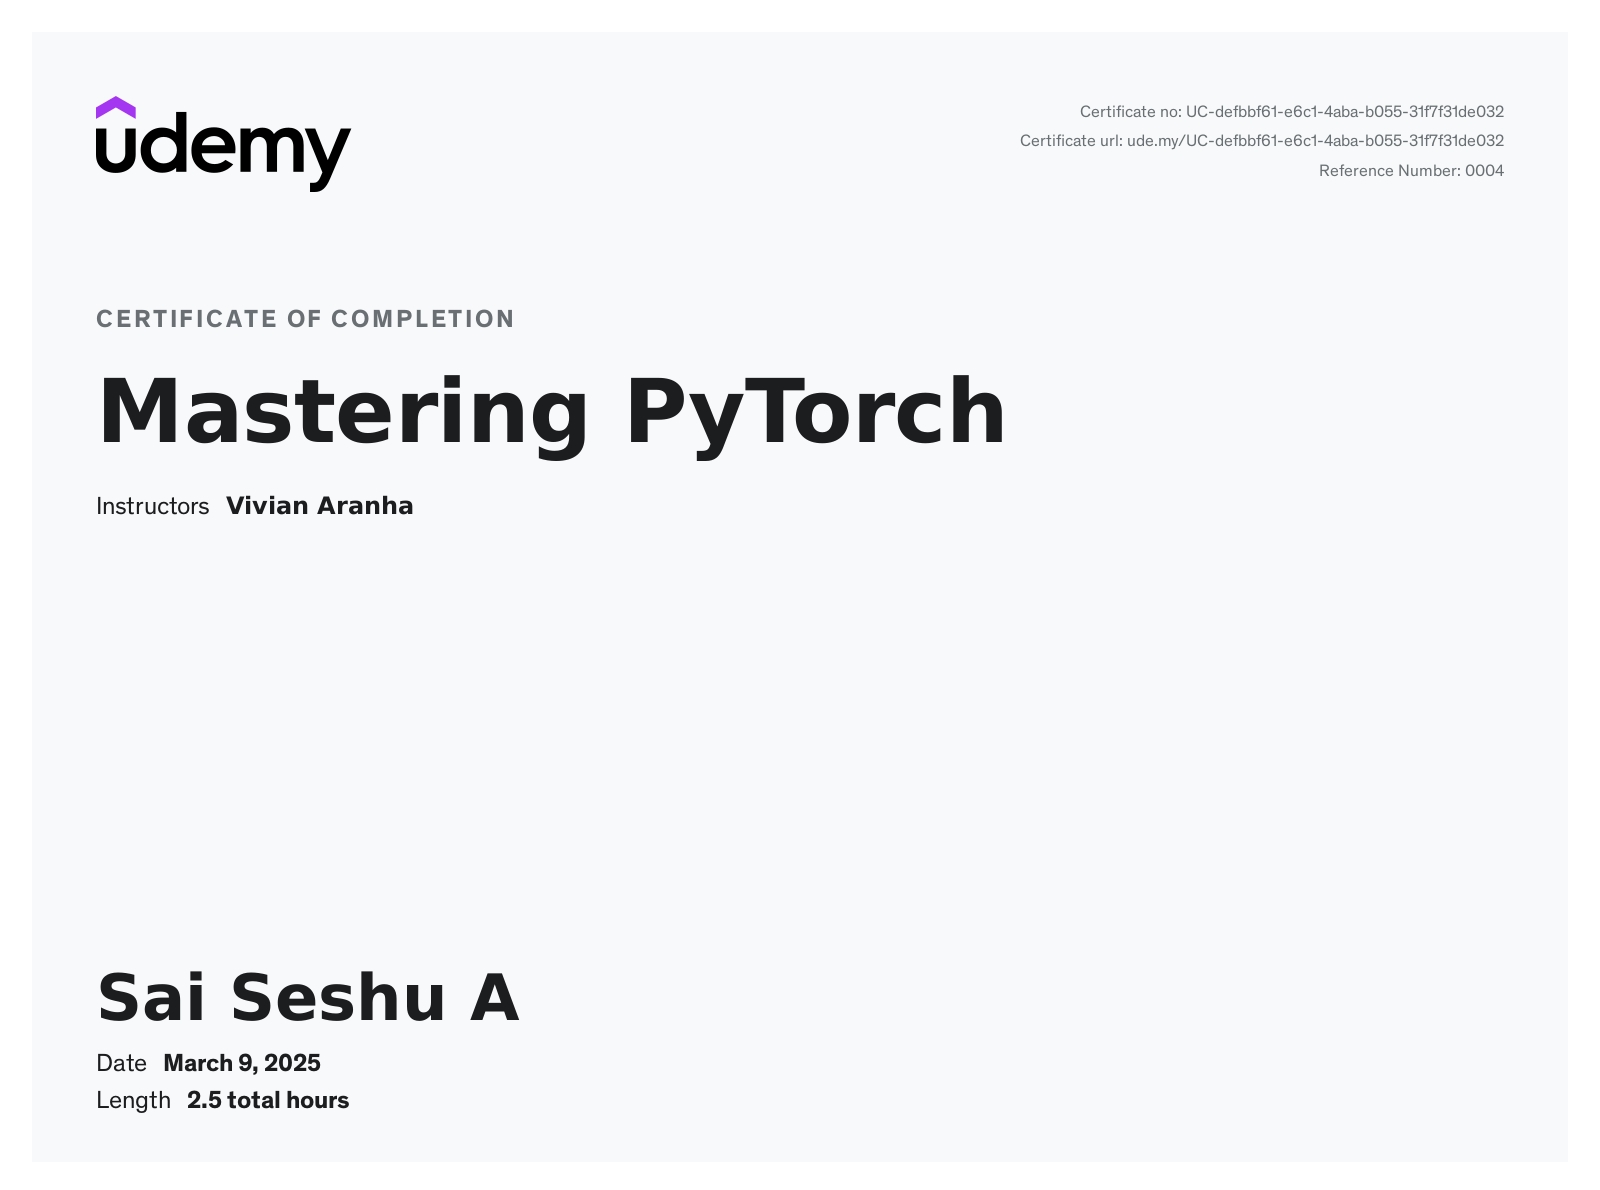 udemy
Certificate no: UC-defbbf61-e6c1-4aba-b055-31f7f31de032
Certificate url: ude.my/UC-defbbf61-e6c1-4aba-b055-31f7f31de032
Reference Number: 0004
CERTIFICATE OF COMPLETION
Mastering PyTorch
Instructors Vivian Aranha
Sai Seshu A
Date March 9, 2025
Length 2.5 total hours